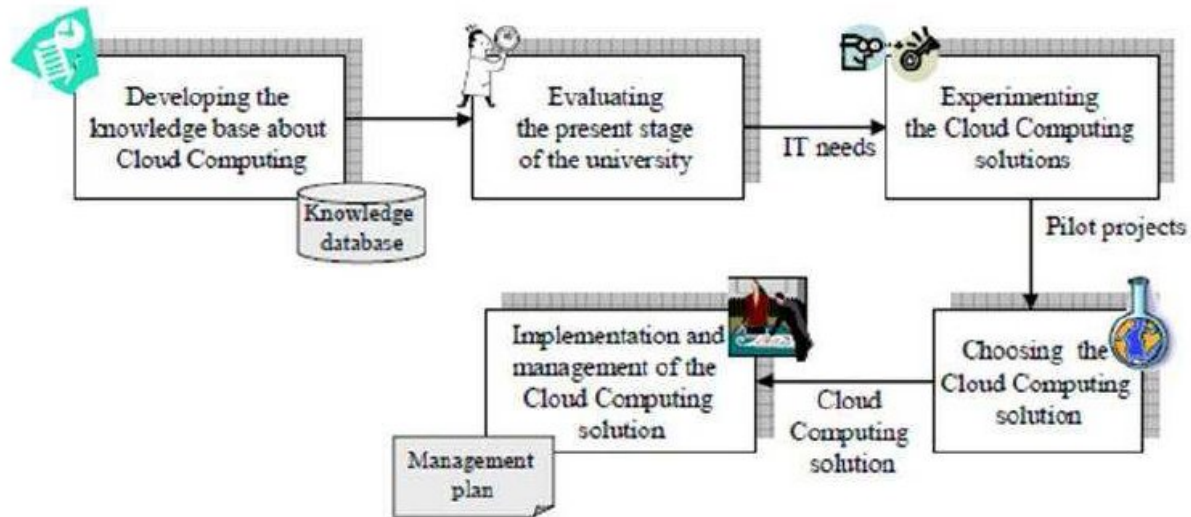 Developing the
knowledge base about
Cloud Computing
Knowledge
database
Evaluating
the present stage
of the university
IT needs
Experimenting
the Cloud Computing
solutions
Pilot projects
Choosing the
Cloud Computing
solution
Cloud
Computing
solution
Implementation and
management of the
Cloud Computing
solution
Management
plan